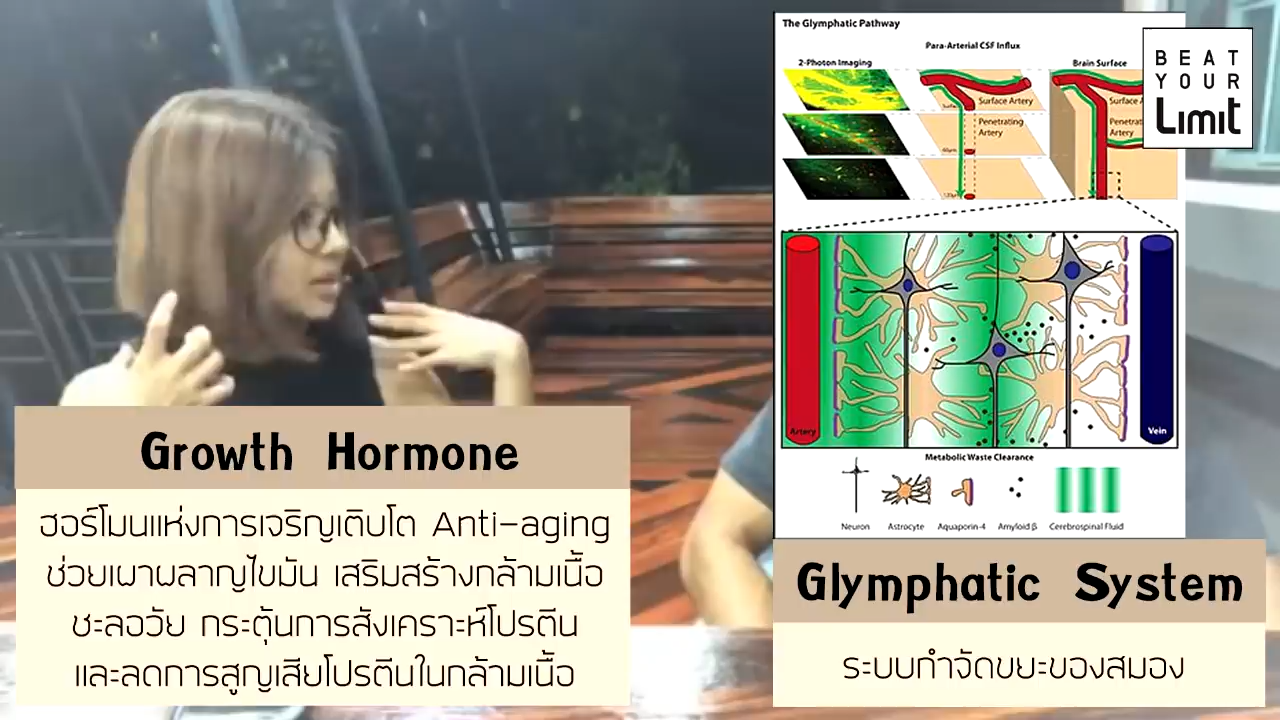 The Glymphatic Pathway
Para-Arterial CSF Influx
2-Photon Imaging
Brain Surface
Surface Artery
Penetrating
Artery
Surface
Penetrat
Artery
BEAT
YOUR
Limit
Artery
Vein
Metabolic Waste Clearance
Neuron Astrocyte Aquaporin-4 Amyloid β Cerebrospinal Fluid
Growth Hormone
ฮอร์โมนแห่งการเจริญเติบโต Anti-aging
ช่วยเผาผลาญไขมัน เสริมสร้างกล้ามเนื้อ
ชะลอวัย กระตุ้นการสังเคราะห์โปรตีน
และลดการสูญเสียโปรตีนในกล้ามเนื้อ
Glymphatic System
ระบบกำจัดขยะของสมอง